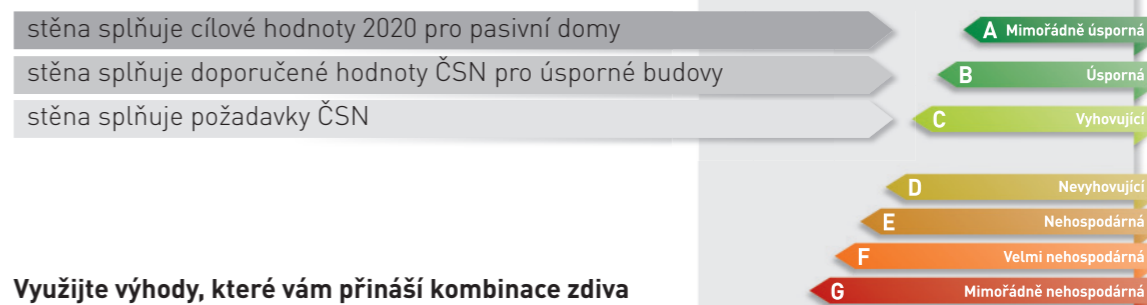 stěna splňuje cílové hodnoty 2020 pro pasivní domy
A Mimořádně úsporná
stěna splňuje doporučené hodnoty ČSN pro úsporné budovy
B Úsporná
stěna splňuje požadavky ČSN
C Vyhovující
D Nevyhovující
E Nehospodárná
F Velmi nehospodárná
G Mimořádně nehospodárná
Využijte výhody, které vám přináší kombinace zdiva